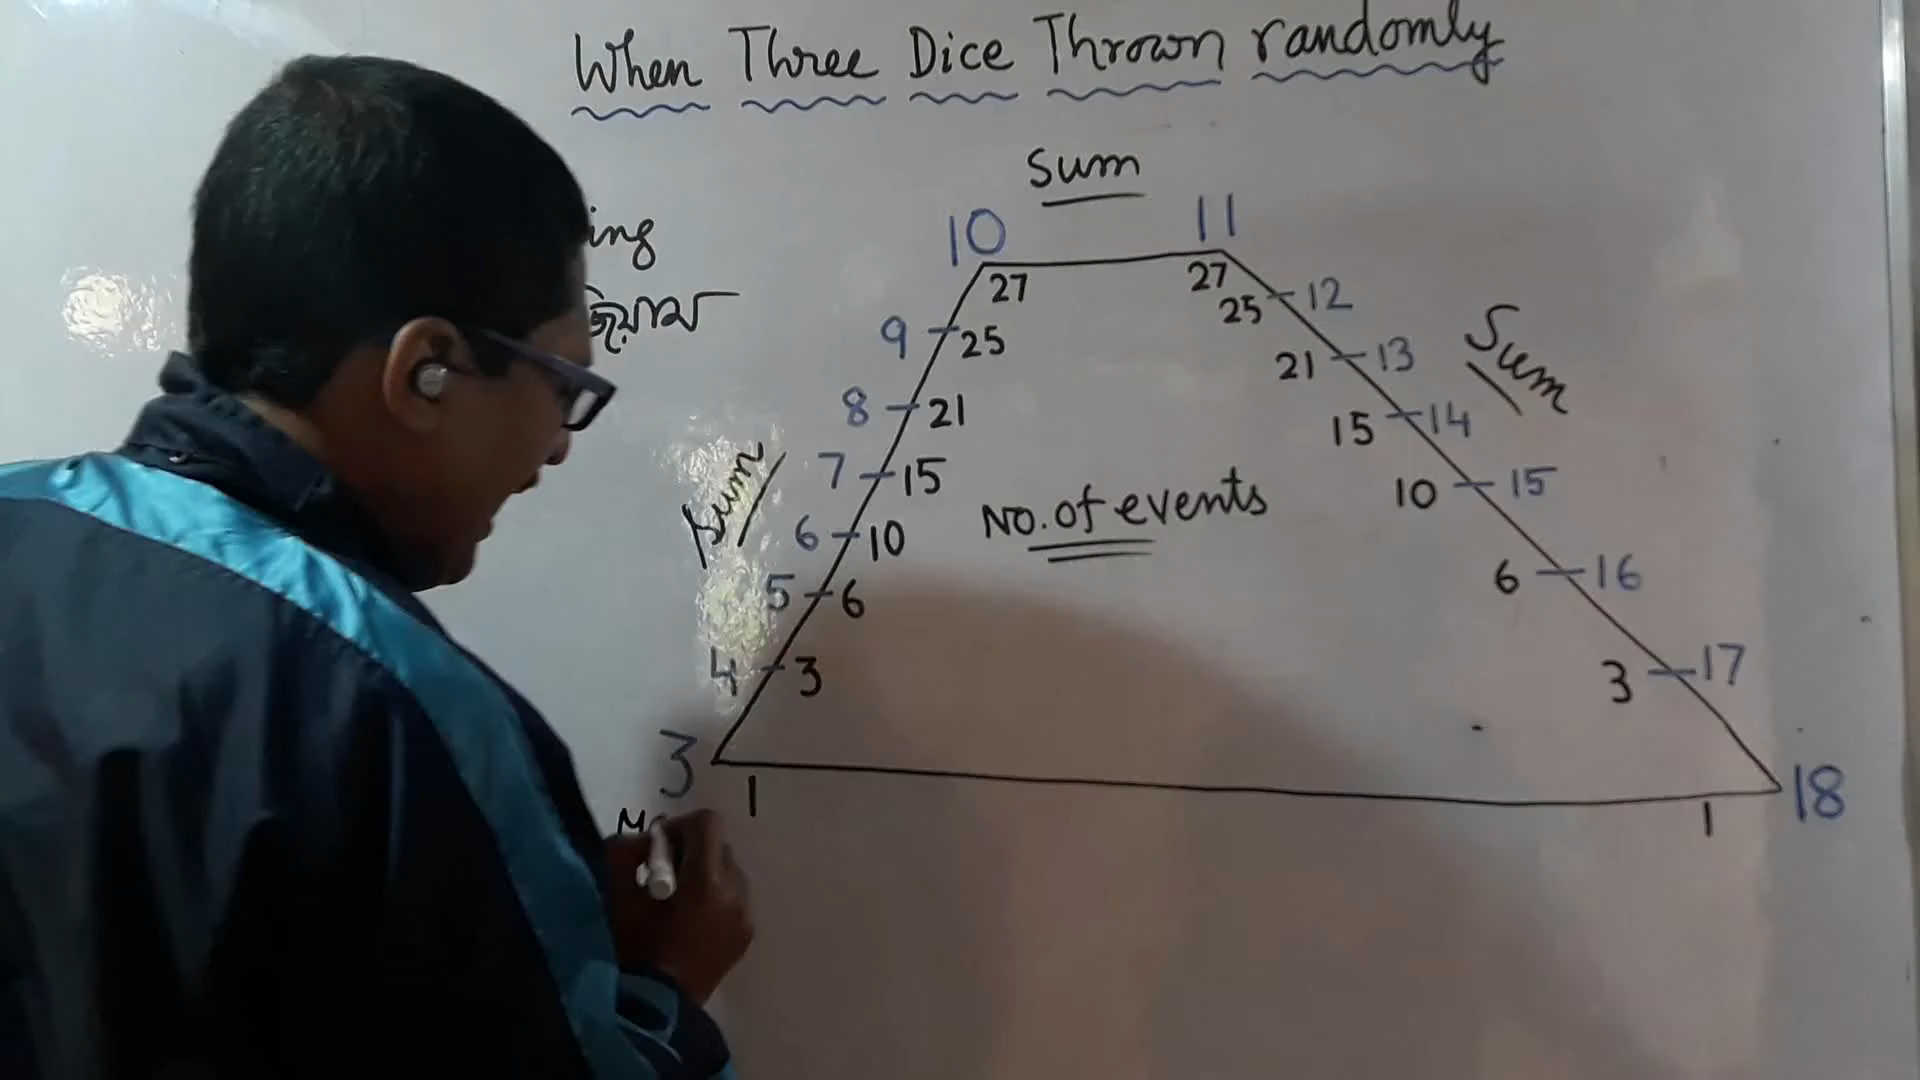 When Three Dice Thrown randomly
Sum
10 11
27 27
ing
9 25 25 12
8 21 21 13
Sum
7 15 15 14
Sum
No. of events
6 10 10 15
5 6 6 16
4 3 3 17
3 18
1 1